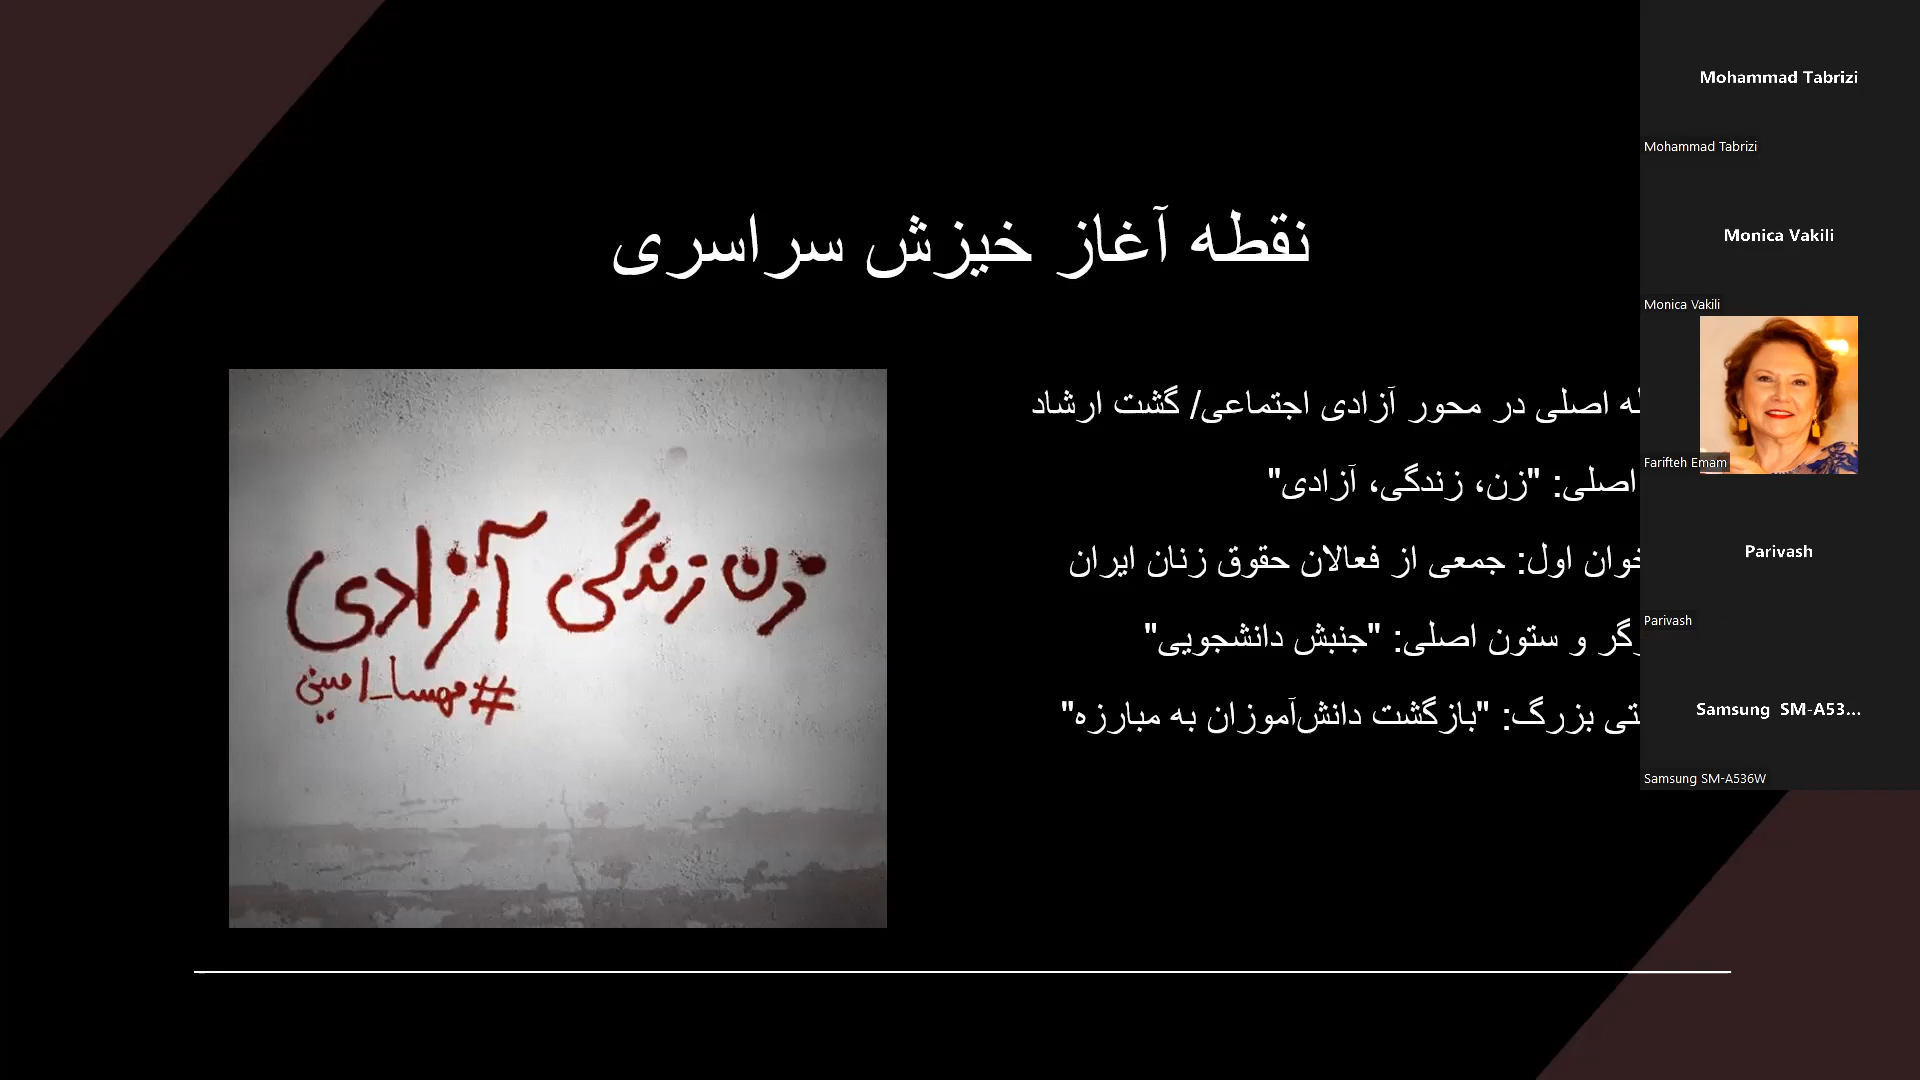 نقطه آغاز خیزش سراسری
اصلی در محور آزادی اجتماعی/ گشت ارشاد
اصلی: "زن، زندگی، آزادی"
اول: جمعی از فعالان حقوق زنان ایران
و ستون اصلی: "جنبش دانشجویی"
بزرگ: "بازگشت دانش‌آموزان به مبارزه"
زن زندگی آزادی
#مهسا_امینی
Mohammad Tabrizi
Mohammad Tabrizi
Monica Vakili
Monica Vakili
Farifteh Emam
Parivash
Parivash
Samsung SM-A53...
Samsung SM-A536W